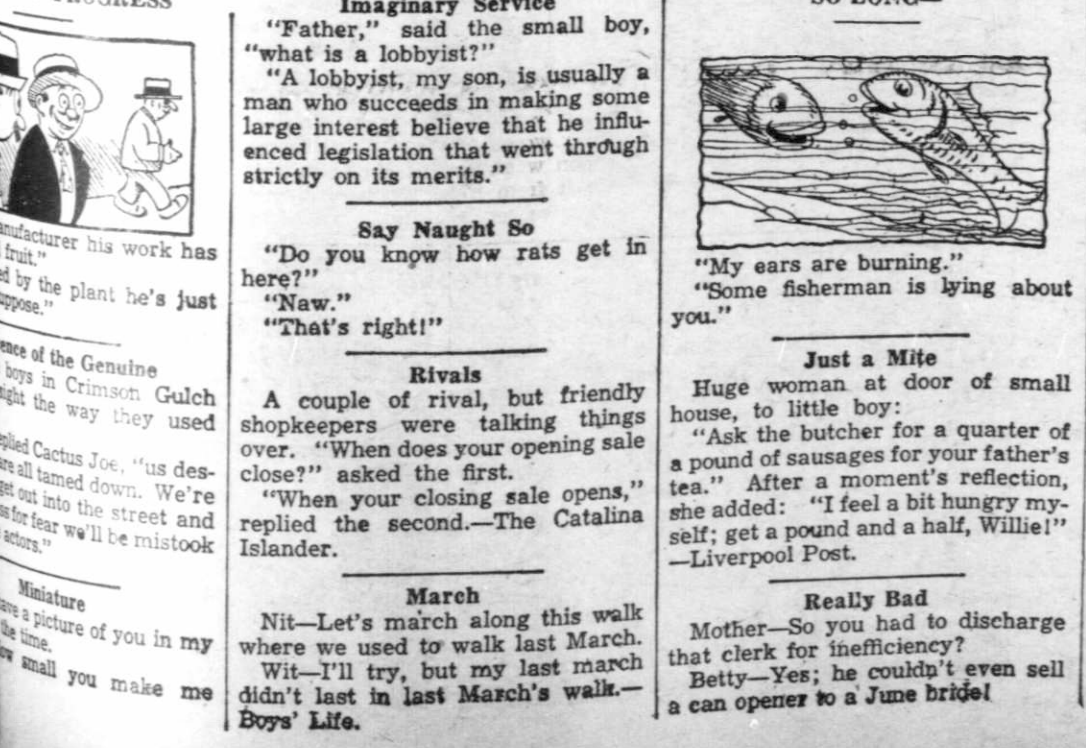 anufacturer his work has
fruit."
ed by the plant he's just
uppose."
ence of the Genuine
boys in Crimson Gulch
ight the way they used
eplied Cactus Joe, "us des-
are all tamed down. We're
get out into the street and
ss for fear we'll be mistook
actors."
Miniature
ave a picture of you in my
the time.
ow small you make me
Imaginary Service
"Father," said the small boy,
"what is a lobbyist?"
"A lobbyist, my son, is usually a
man who succeeds in making some
large interest believe that he influ-
enced legislation that went through
strictly on its merits."
Say Naught So
"Do you know how rats get in
here?"
"Naw."
"That's right!"
Rivals
A couple of rival, but friendly
shopkeepers were talking things
over. "When does your opening sale
close?" asked the first.
"When your closing sale opens,"
replied the second.—The Catalina
Islander.
March
Nit—Let's march along this walk
where we used to walk last March.
Wit—I'll try, but my last march
didn't last in last March's walk.—
Boys' Life.
SO LONG—
"My ears are burning."
"Some fisherman is lying about
you."
Just a Mite
Huge woman at door of small
house, to little boy:
"Ask the butcher for a quarter of
a pound of sausages for your father's
tea." After a moment's reflection,
she added: "I feel a bit hungry my-
self; get a pound and a half, Willie!"
—Liverpool Post.
Really Bad
Mother—So you had to discharge
that clerk for inefficiency?
Betty—Yes; he couldn't even sell
a can opener to a June bride!